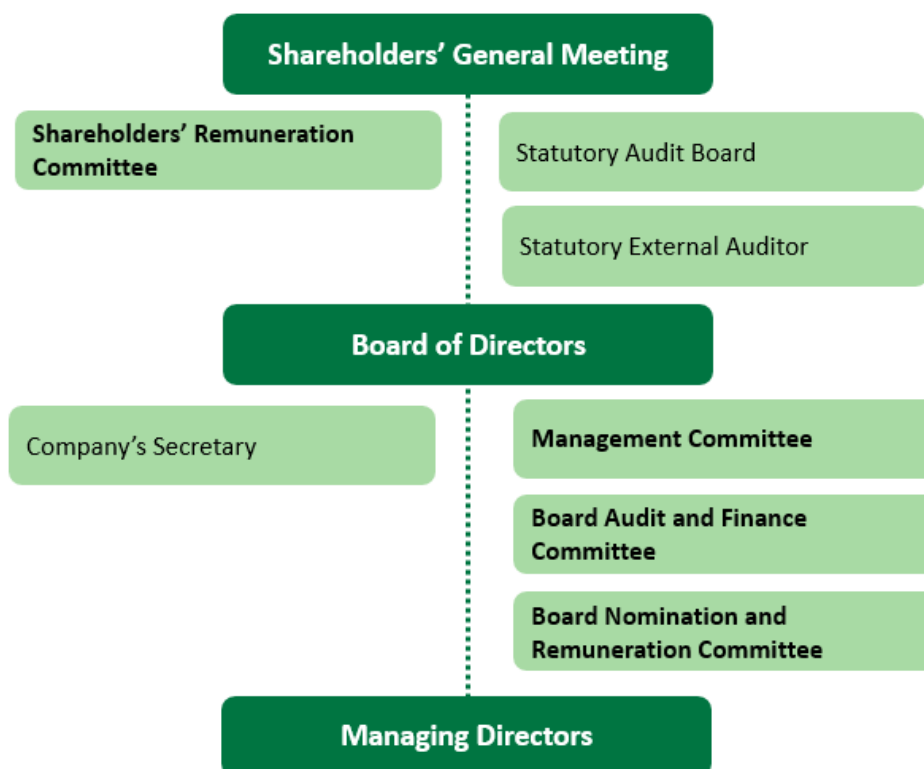 Shareholders’ General Meeting
Shareholders’ Remuneration
Committee
Statutory Audit Board
Statutory External Auditor
Board of Directors
Company’s Secretary
Management Committee
Board Audit and Finance
Committee
Board Nomination and
Remuneration Committee
Managing Directors